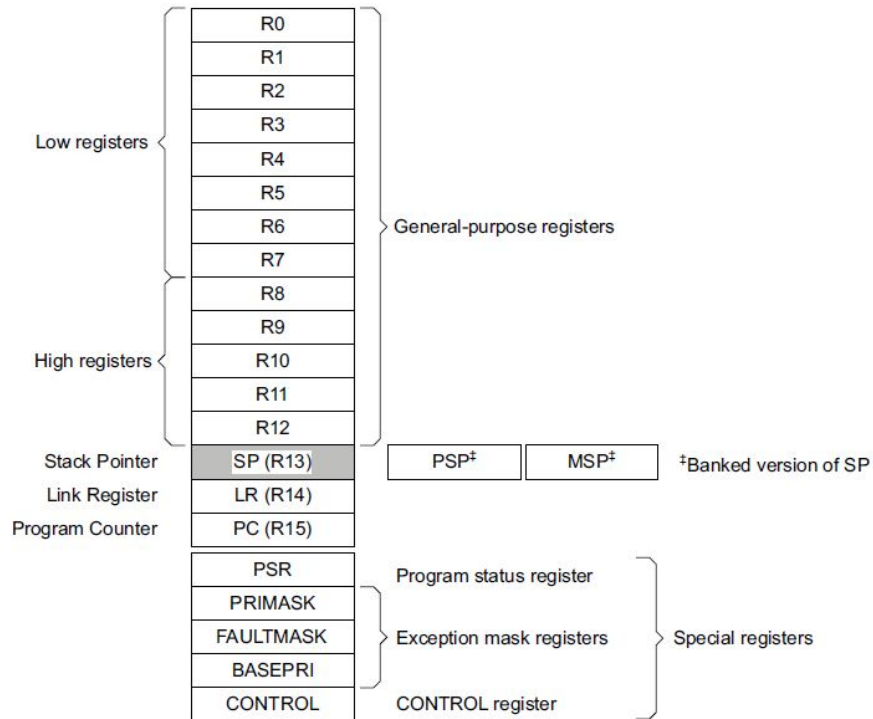 R0
R1
R2
R3
Low registers
R4
R5
R6
General-purpose registers
R7
R8
R9
High registers
R10
R11
R12
Stack Pointer SP (R13) PSP‡ MSP‡ ‡Banked version of SP
Link Register LR (R14)
Program Counter PC (R15)
PSR Program status register
PRIMASK
FAULTMASK Exception mask registers Special registers
BASEPRI
CONTROL CONTROL register